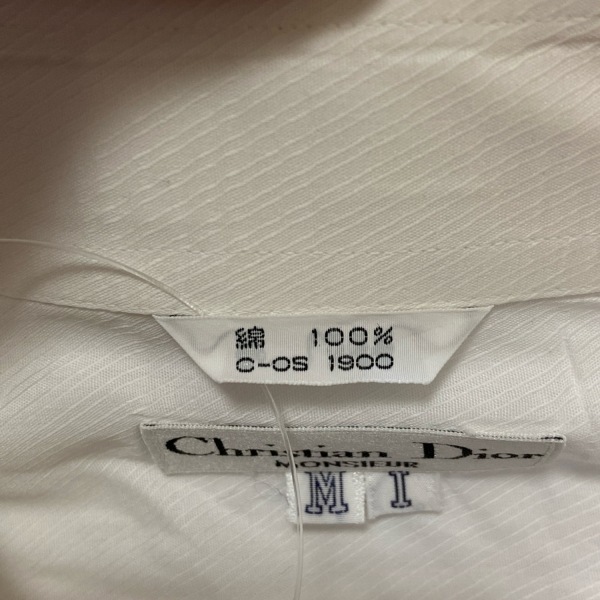 綿 100%
C-OS 1900
Christian Dior
MONSIEUR
M I